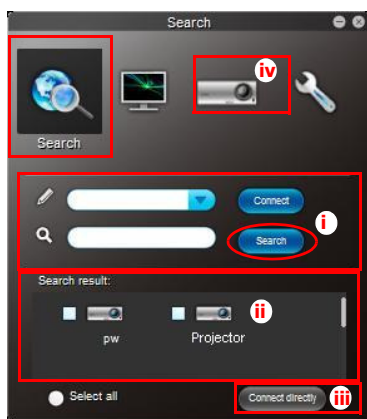 Search
iv
Search
Connect
i
Search
Search result:
ii
pw
Projector
Select all
Connect directly
iii